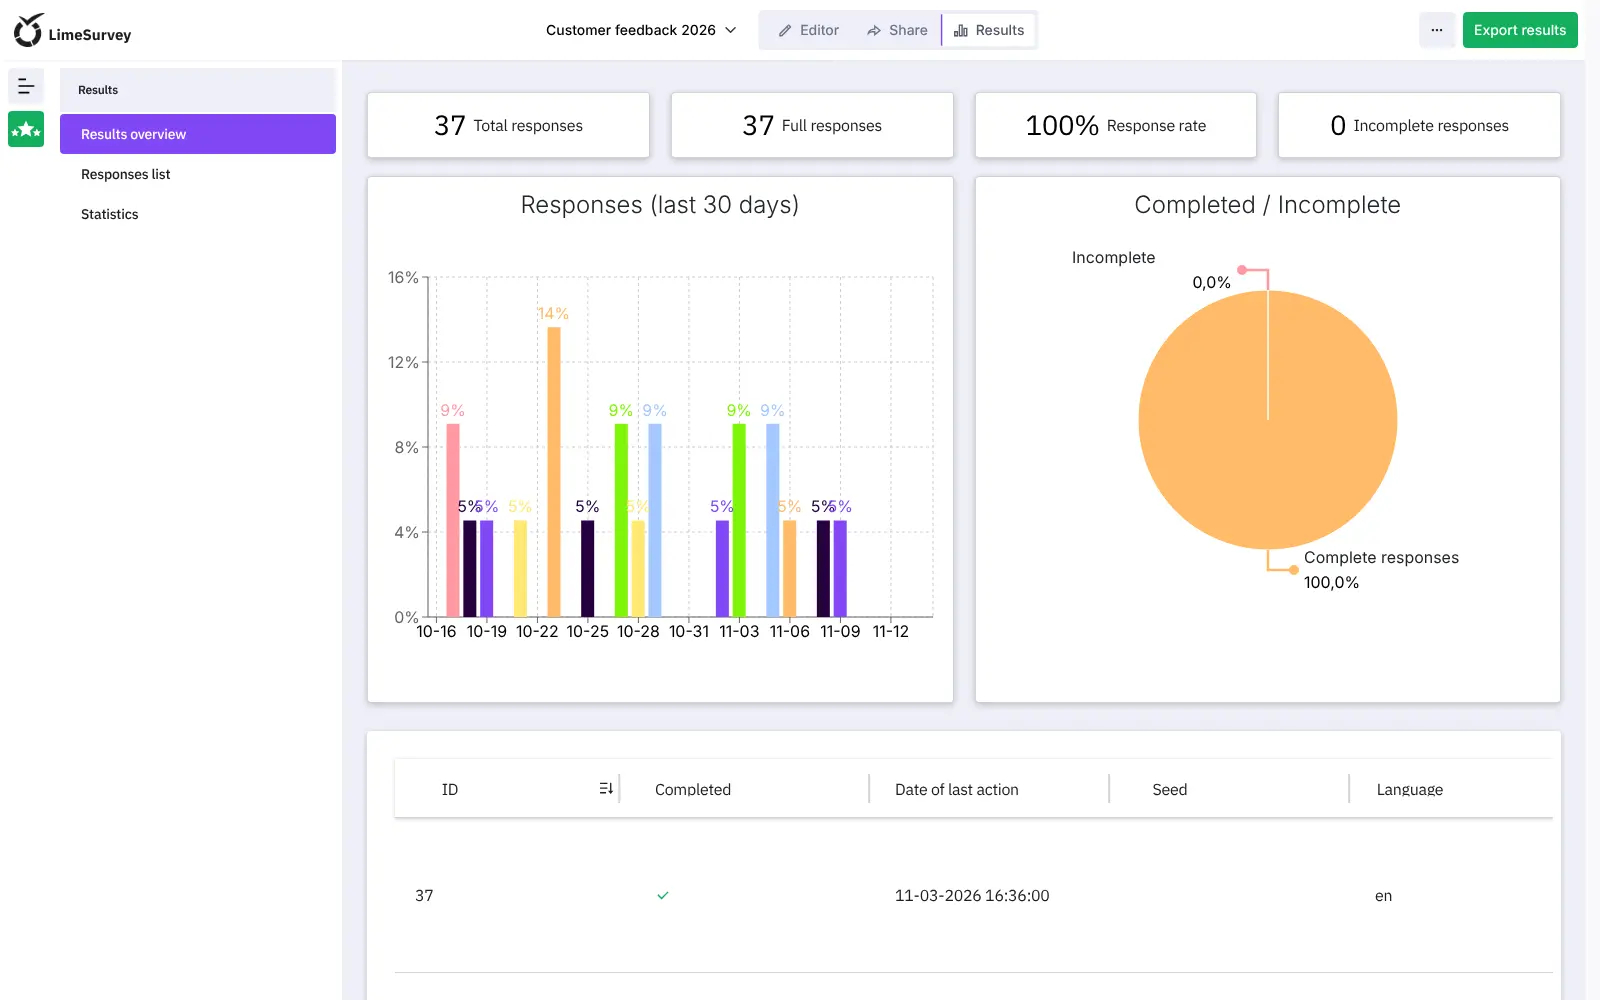 LimeSurvey
Customer feedback 2026
Editor
Share
Results
...
Export results
Results
Results overview
Responses list
Statistics
37 Total responses
37 Full responses
100% Response rate
0 Incomplete responses
Responses (last 30 days)
16%
12%
8%
4%
0%
9%
5%
5%
5%
14%
5%
9%
5%
9%
5%
9%
9%
5%
5%
5%
10-16 10-19 10-22 10-25 10-28 10-31 11-03 11-06 11-09 11-12
Completed / Incomplete
Incomplete
0,0%
Complete responses
100,0%
ID Completed Date of last action Seed Language
37 11-03-2026 16:36:00 en